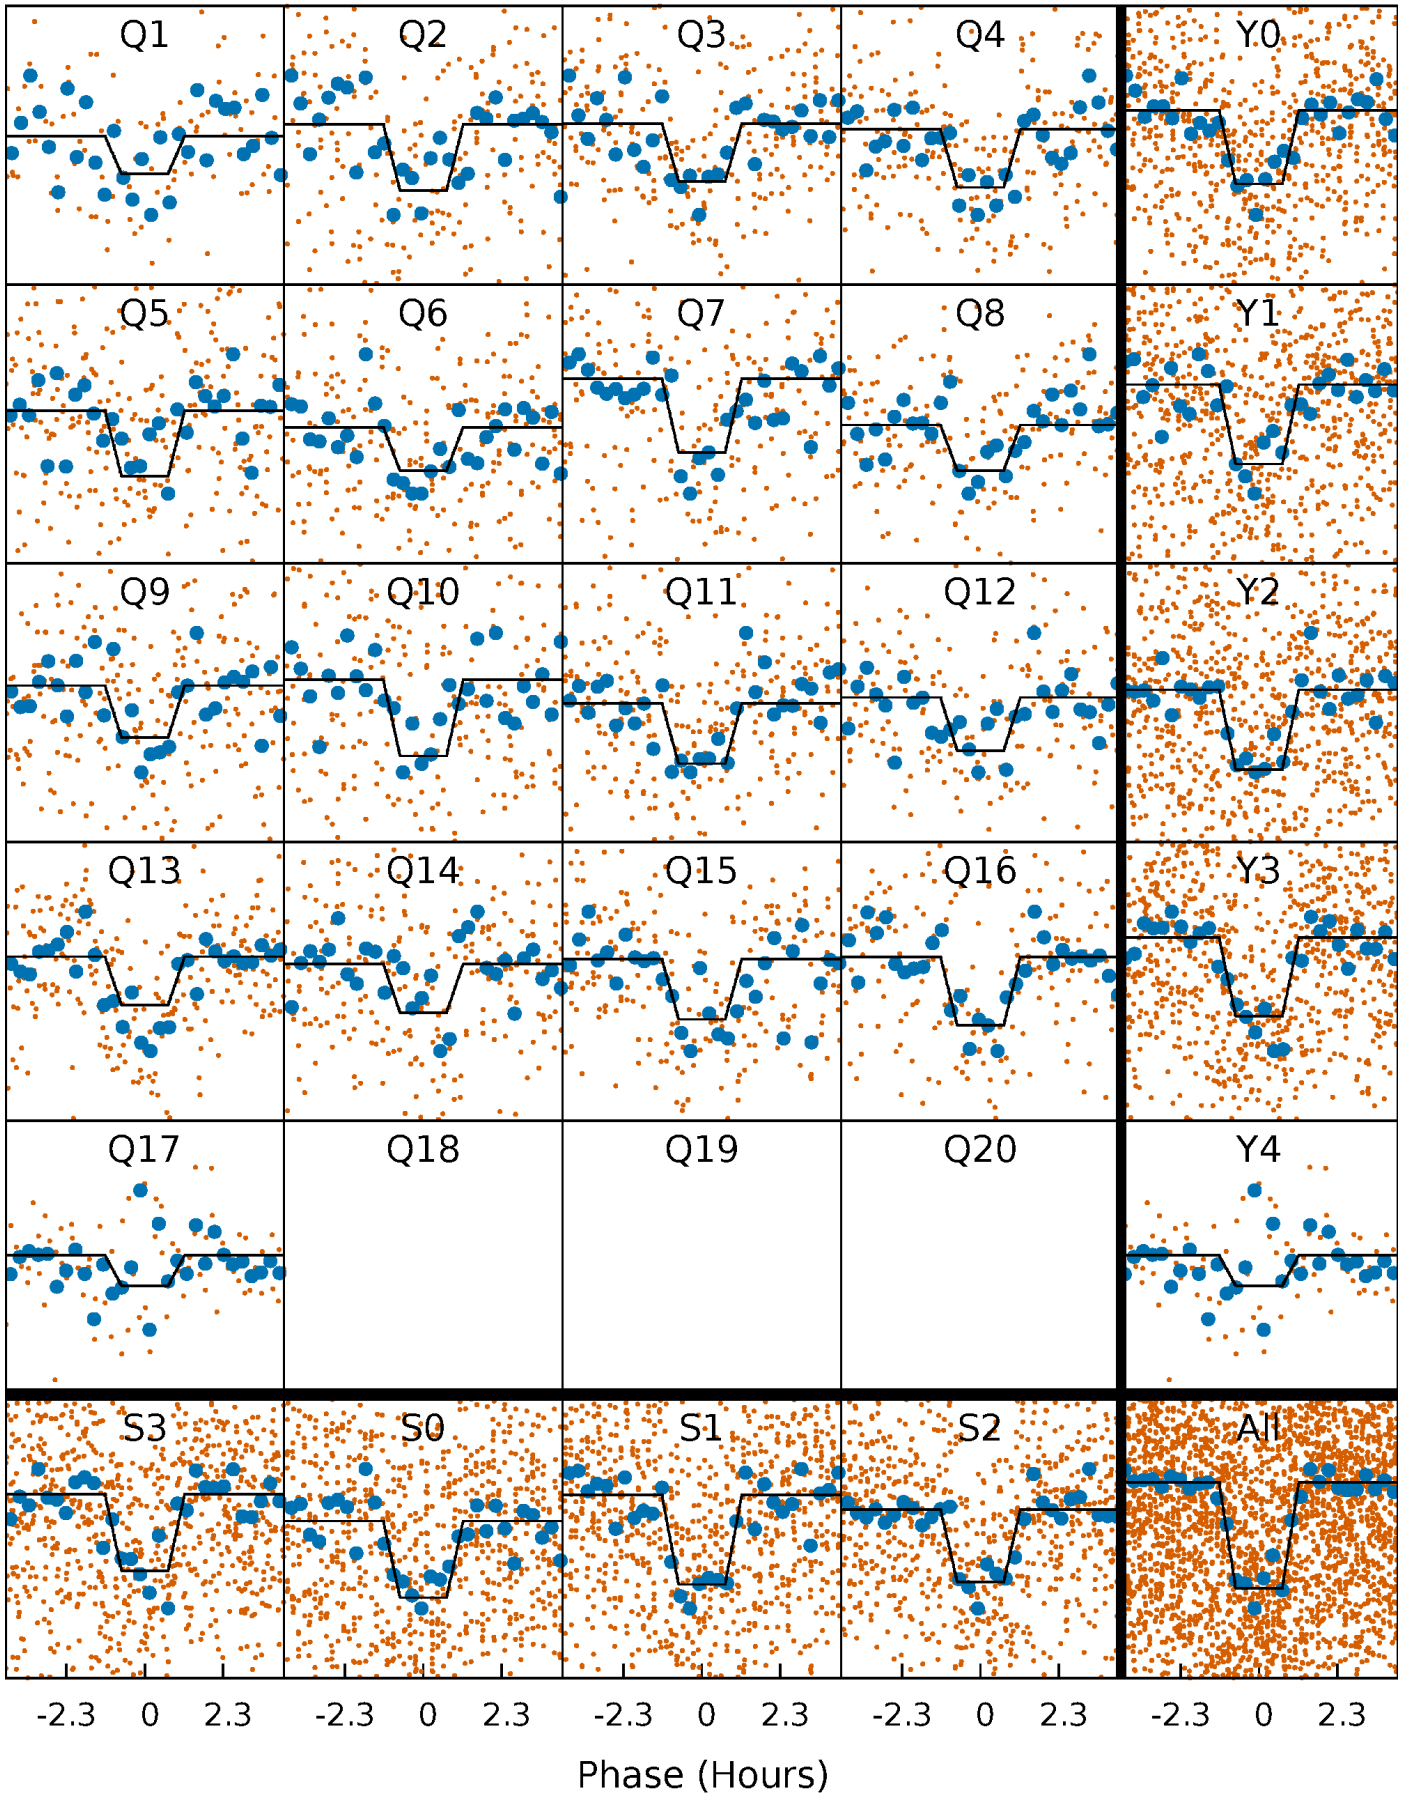 Q1 Q2 Q3 Q4 Y0
Q5 Q6 Q7 Q8 Y1
Q9 Q10 Q11 Q12 Y2
Q13 Q14 Q15 Q16 Y3
Q17 Q18 Q19 Q20 Y4
S3 S0 S1 S2 All
-2.3 0 2.3 -2.3 0 2.3 -2.3 0 2.3 -2.3 0 2.3 -2.3 0 2.3
Phase (Hours)